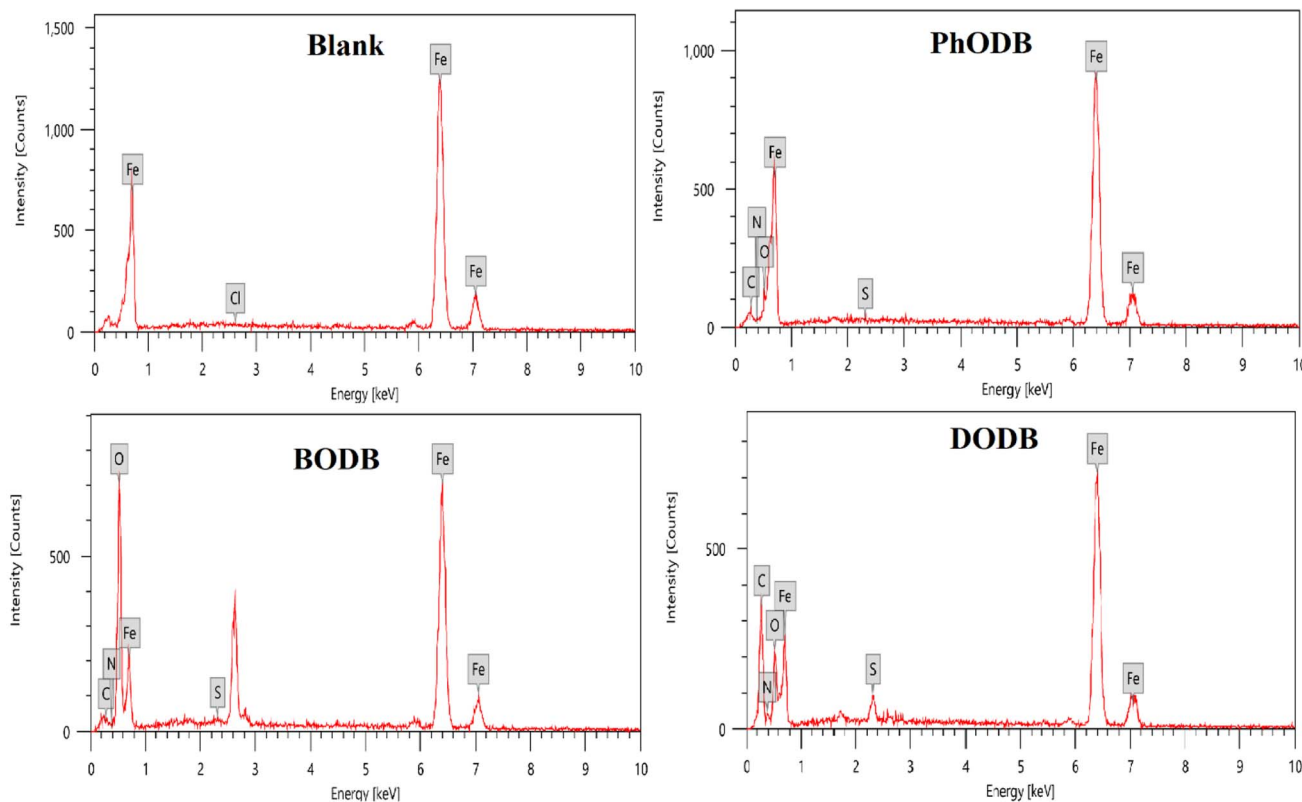 Blank
Intensity [Counts]
1,500
1,000
500
0
Fe
Cl
Fe
Fe
0 1 2 3 4 5 6 7 8 9 10
Energy [keV]
PhODB
Intensity [Counts]
1,000
500
0
C
N
O
Fe
S
Fe
Fe
0 1 2 3 4 5 6 7 8 9 10
Energy [keV]
BODB
Intensity [Counts]
500
0
C
N
O
Fe
S
Fe
Fe
0 1 2 3 4 5 6 7 8 9 10
Energy [keV]
DODB
Intensity [Counts]
500
0
C
N
O
Fe
S
Fe
Fe
0 1 2 3 4 5 6 7 8 9 10
Energy [keV]